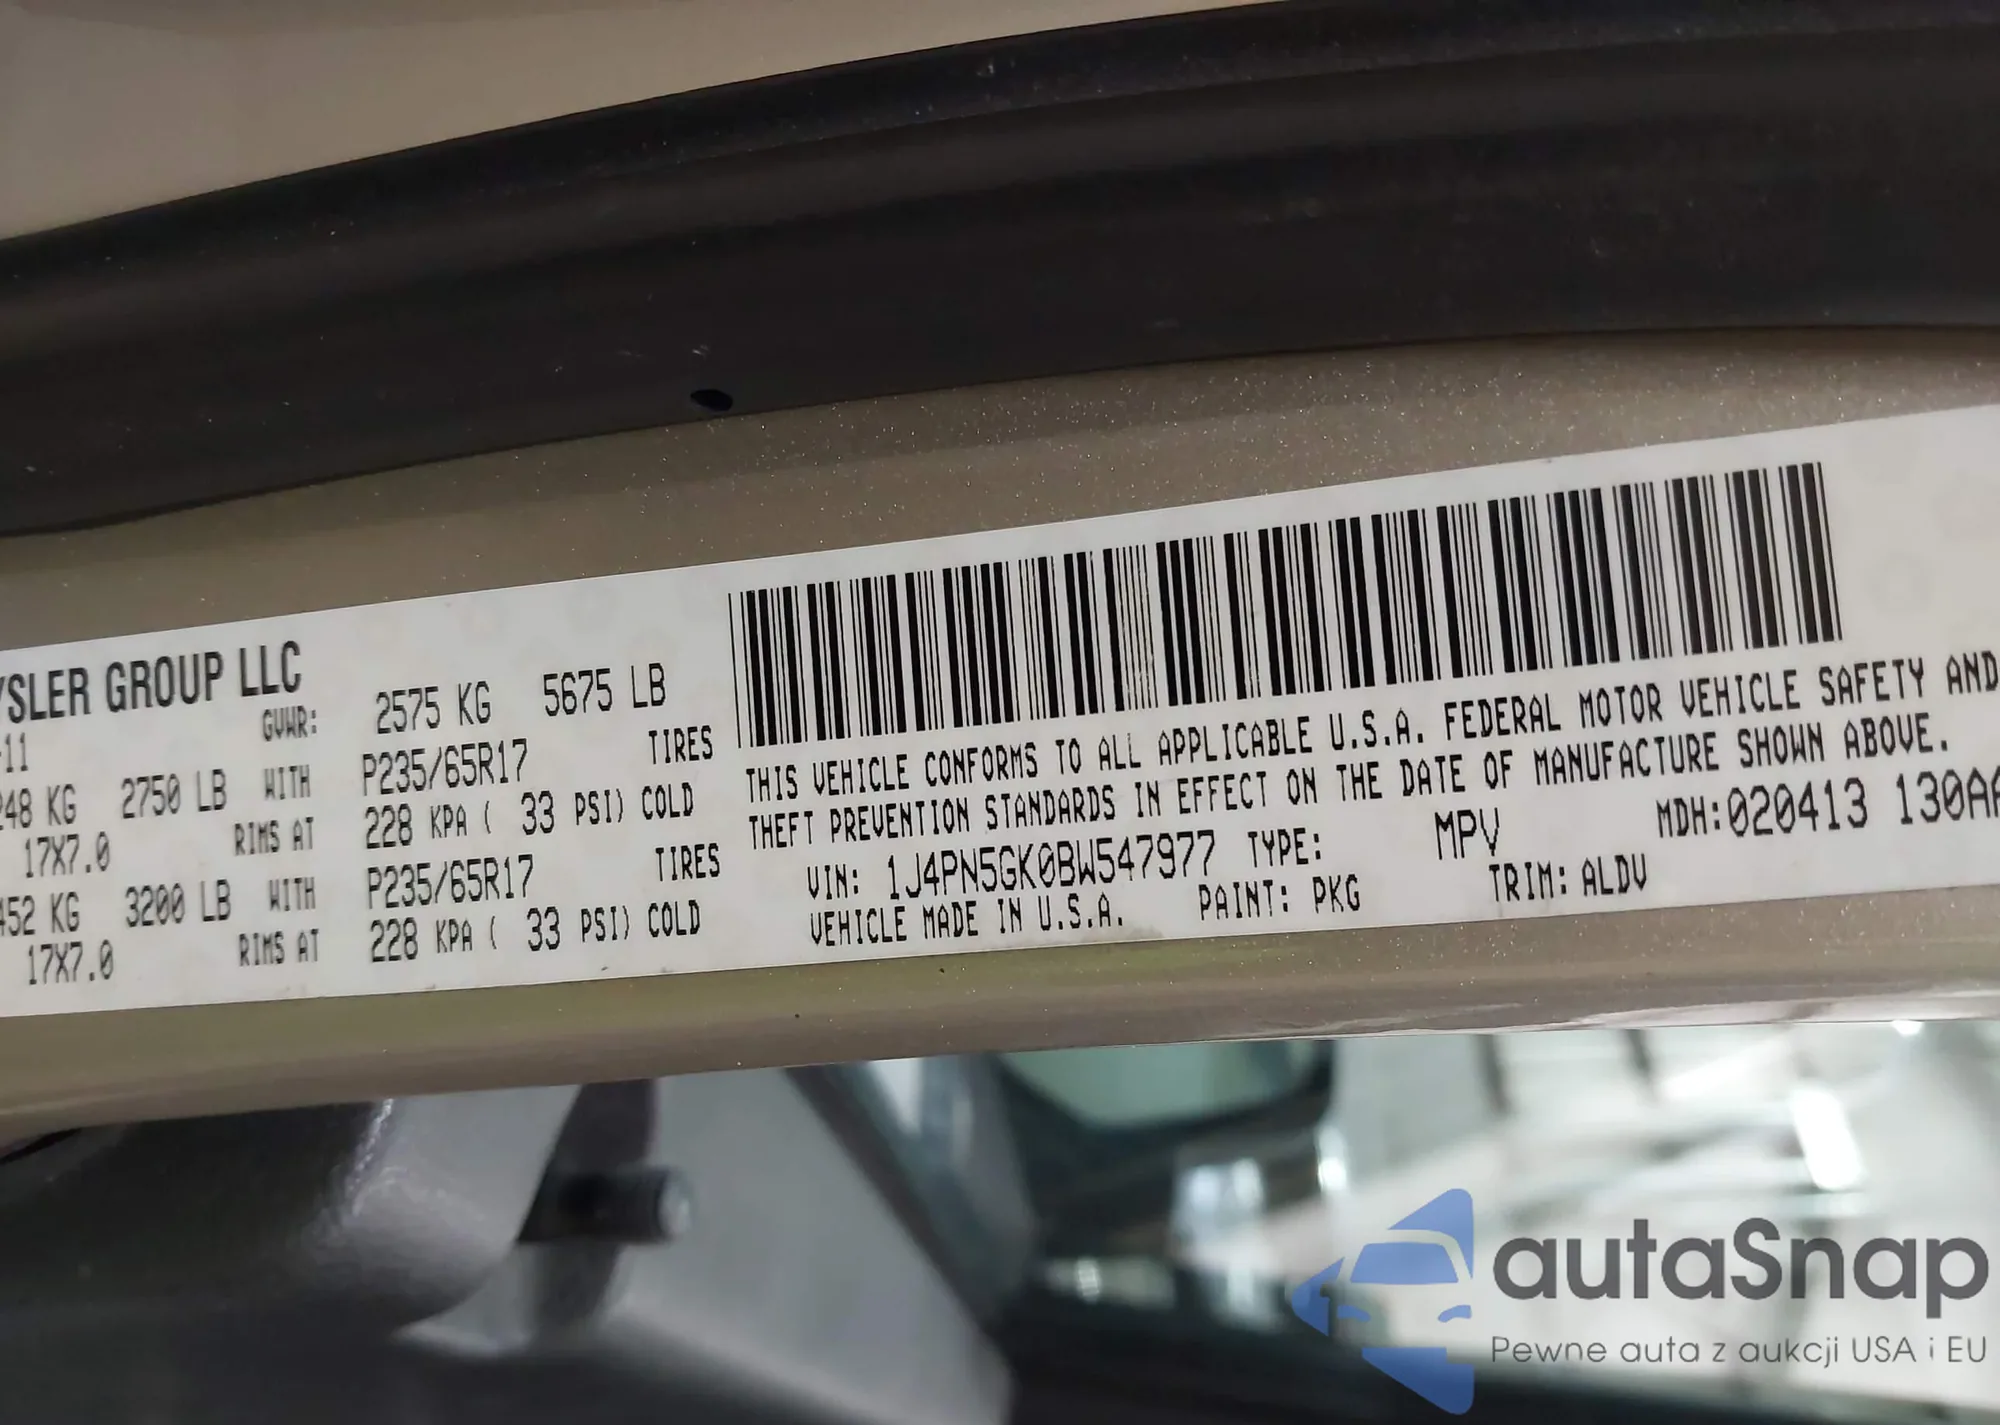 YSLER GROUP LLC
-11
GVWR: 2575 KG 5675 LB
248 KG 2750 LB WITH P235/65R17 TIRES
17X7.0 RIMS AT 228 KPA ( 33 PSI) COLD
452 KG 3200 LB WITH P235/65R17 TIRES
17X7.0 RIMS AT 228 KPA ( 33 PSI) COLD
THIS VEHICLE CONFORMS TO ALL APPLICABLE U.S.A. FEDERAL MOTOR VEHICLE SAFETY AND
THEFT PREVENTION STANDARDS IN EFFECT ON THE DATE OF MANUFACTURE SHOWN ABOVE.
MDH:020413 130AA
VIN: 1J4PN5GK0BW547977 TYPE: MPV
VEHICLE MADE IN U.S.A. PAINT: PKG TRIM: ALDV
autaSnap
Pewne auta z aukcji USA i EU